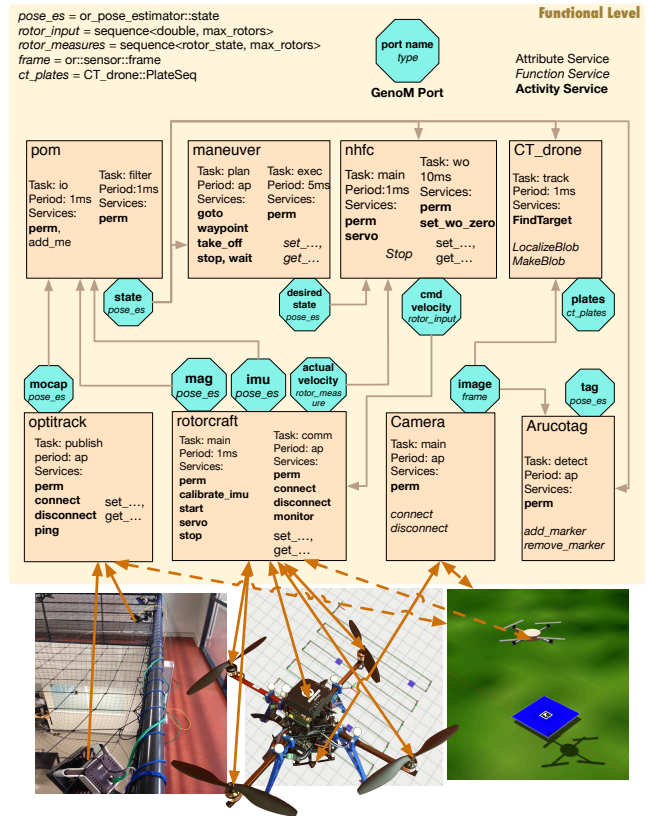 Functional Level
pose_es = or_pose_estimator::state
rotor_input = sequence<double, max_rotors>
rotor_measures = sequence<rotor_state, max_rotors>
frame = or::sensor::frame
ct_plates = CT_drone::PlateSeq
port name
type
GenoM Port
Attribute Service
Function Service
Activity Service
pom
Task: io
Period: 1ms
Services:
perm,
add_me
Task: filter
Period:1ms
Services:
perm
maneuver
Task: plan
Period: ap
Services:
goto
waypoint
take_off
stop, wait
Task: exec
Period: 5ms
Services:
perm
set_…,
get_…
nhfc
Task: main
Period:1ms
Services:
perm
servo
Stop
Task: wo
10ms
Services:
perm
set_wo_zero
set_…,
get_…
CT_drone
Task: track
Period: 1ms
Services:
FindTarget
LocalizeBlob
MakeBlob
state
pose_es
desired
state
pose_es
cmd
velocity
rotor_input
plates
ct_plates
mocap
pose_es
mag
pose_es
imu
pose_es
actual
velocity
rotor_meas
ure
image
frame
tag
pose_es
optitrack
Task: publish
period: ap
Services:
perm
connect
disconnect
ping
set_…,
get_…
rotorcraft
Task: main
Period: 1ms
Services:
perm
calibrate_imu
start
servo
stop
Task: comm
Period: ap
Services:
perm
connect
disconnect
monitor
set_…,
get_…
Camera
Task: main
Period: ap
Services:
perm
connect
disconnect
Arucotag
Task: detect
Period: ap
Services:
perm
add_marker
remove_marker